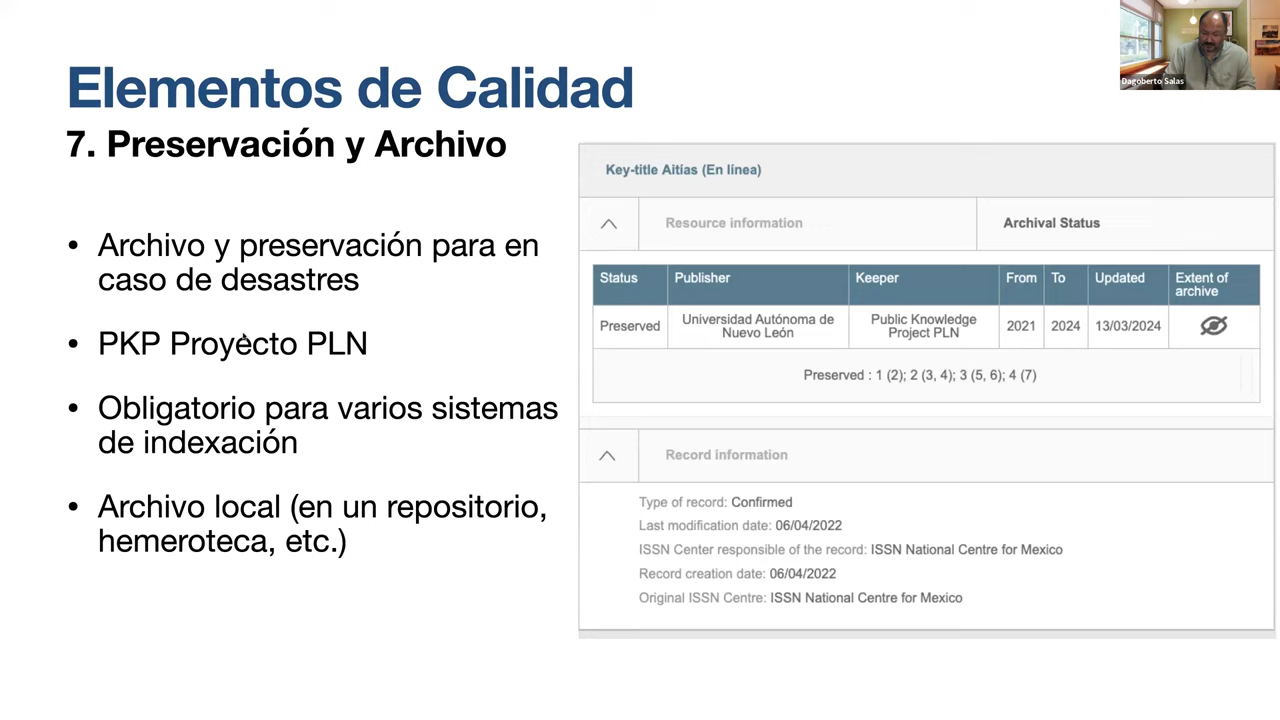 Elementos de Calidad
7. Preservación y Archivo
• Archivo y preservación para en
caso de desastres
• PKP Proyecto PLN
• Obligatorio para varios sistemas
de indexación
• Archivo local (en un repositorio,
hemeroteca, etc.)
Dagoberto Salas
Key-title Aitías (En línea)
Resource information
Archival Status
Status Publisher Keeper From To Updated Extent of
archive
Preserved Universidad Autónoma de Public Knowledge 2021 2024 13/03/2024
Nuevo León Project PLN
Preserved : 1 (2); 2 (3, 4); 3 (5, 6); 4 (7)
Record information
Type of record: Confirmed
Last modification date: 06/04/2022
ISSN Center responsible of the record: ISSN National Centre for Mexico
Record creation date: 06/04/2022
Original ISSN Centre: ISSN National Centre for Mexico